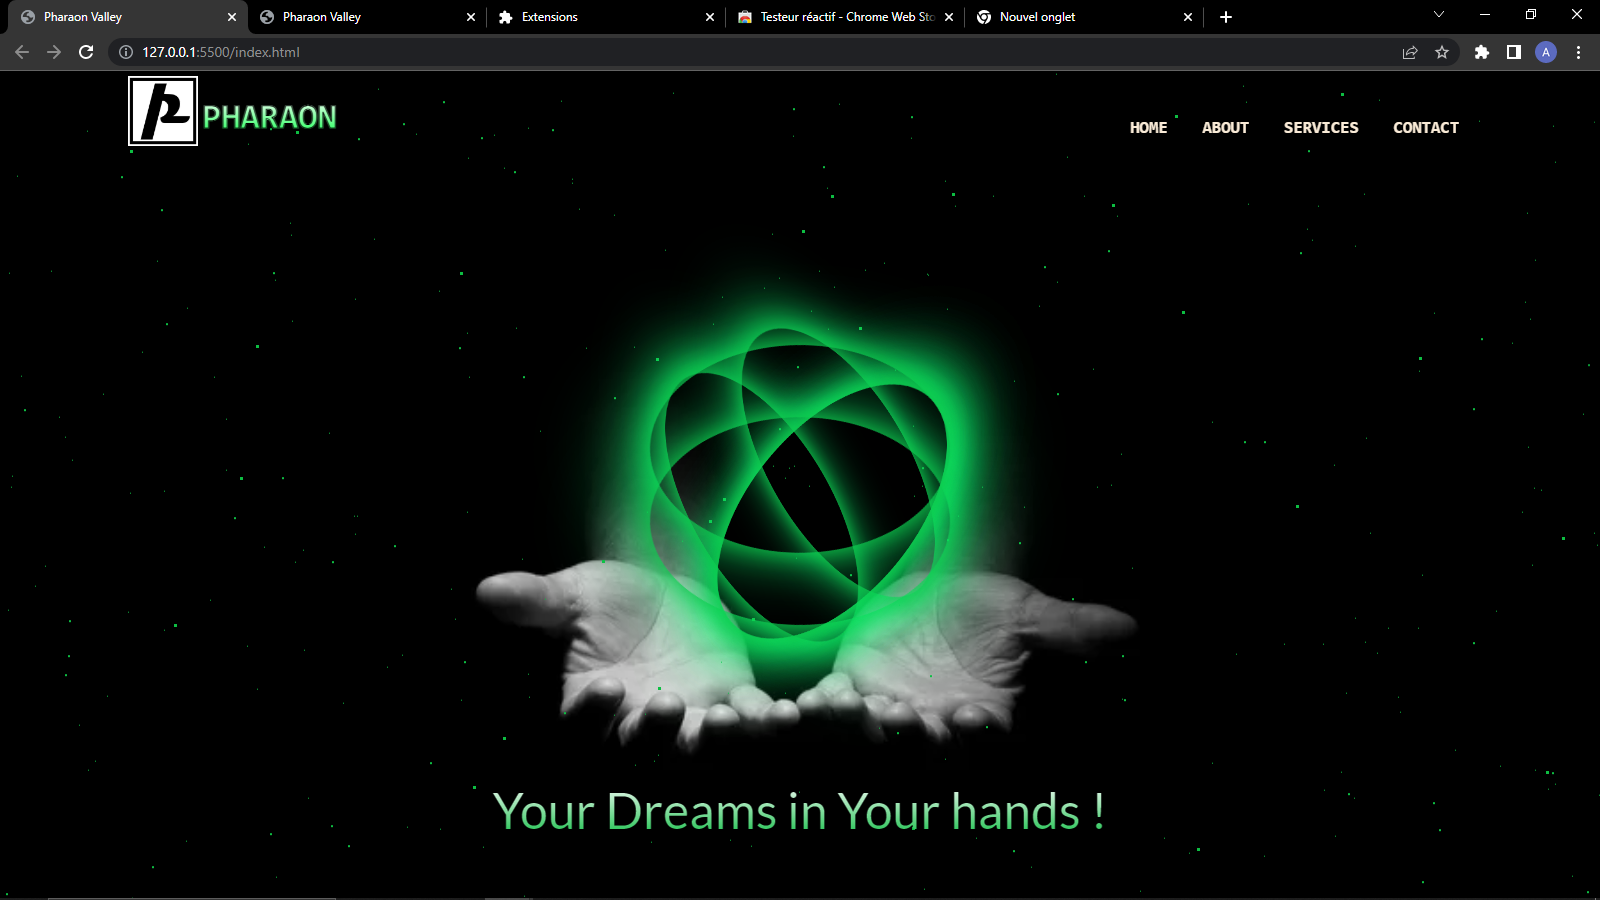 Pharaon Valley
Pharaon Valley
Extensions
Testeur réactif - Chrome Web Sto
Nouvel onglet
127.0.0.1:5500/index.html
A
PHARAON
HOME ABOUT SERVICES CONTACT
Your Dreams in Your hands !